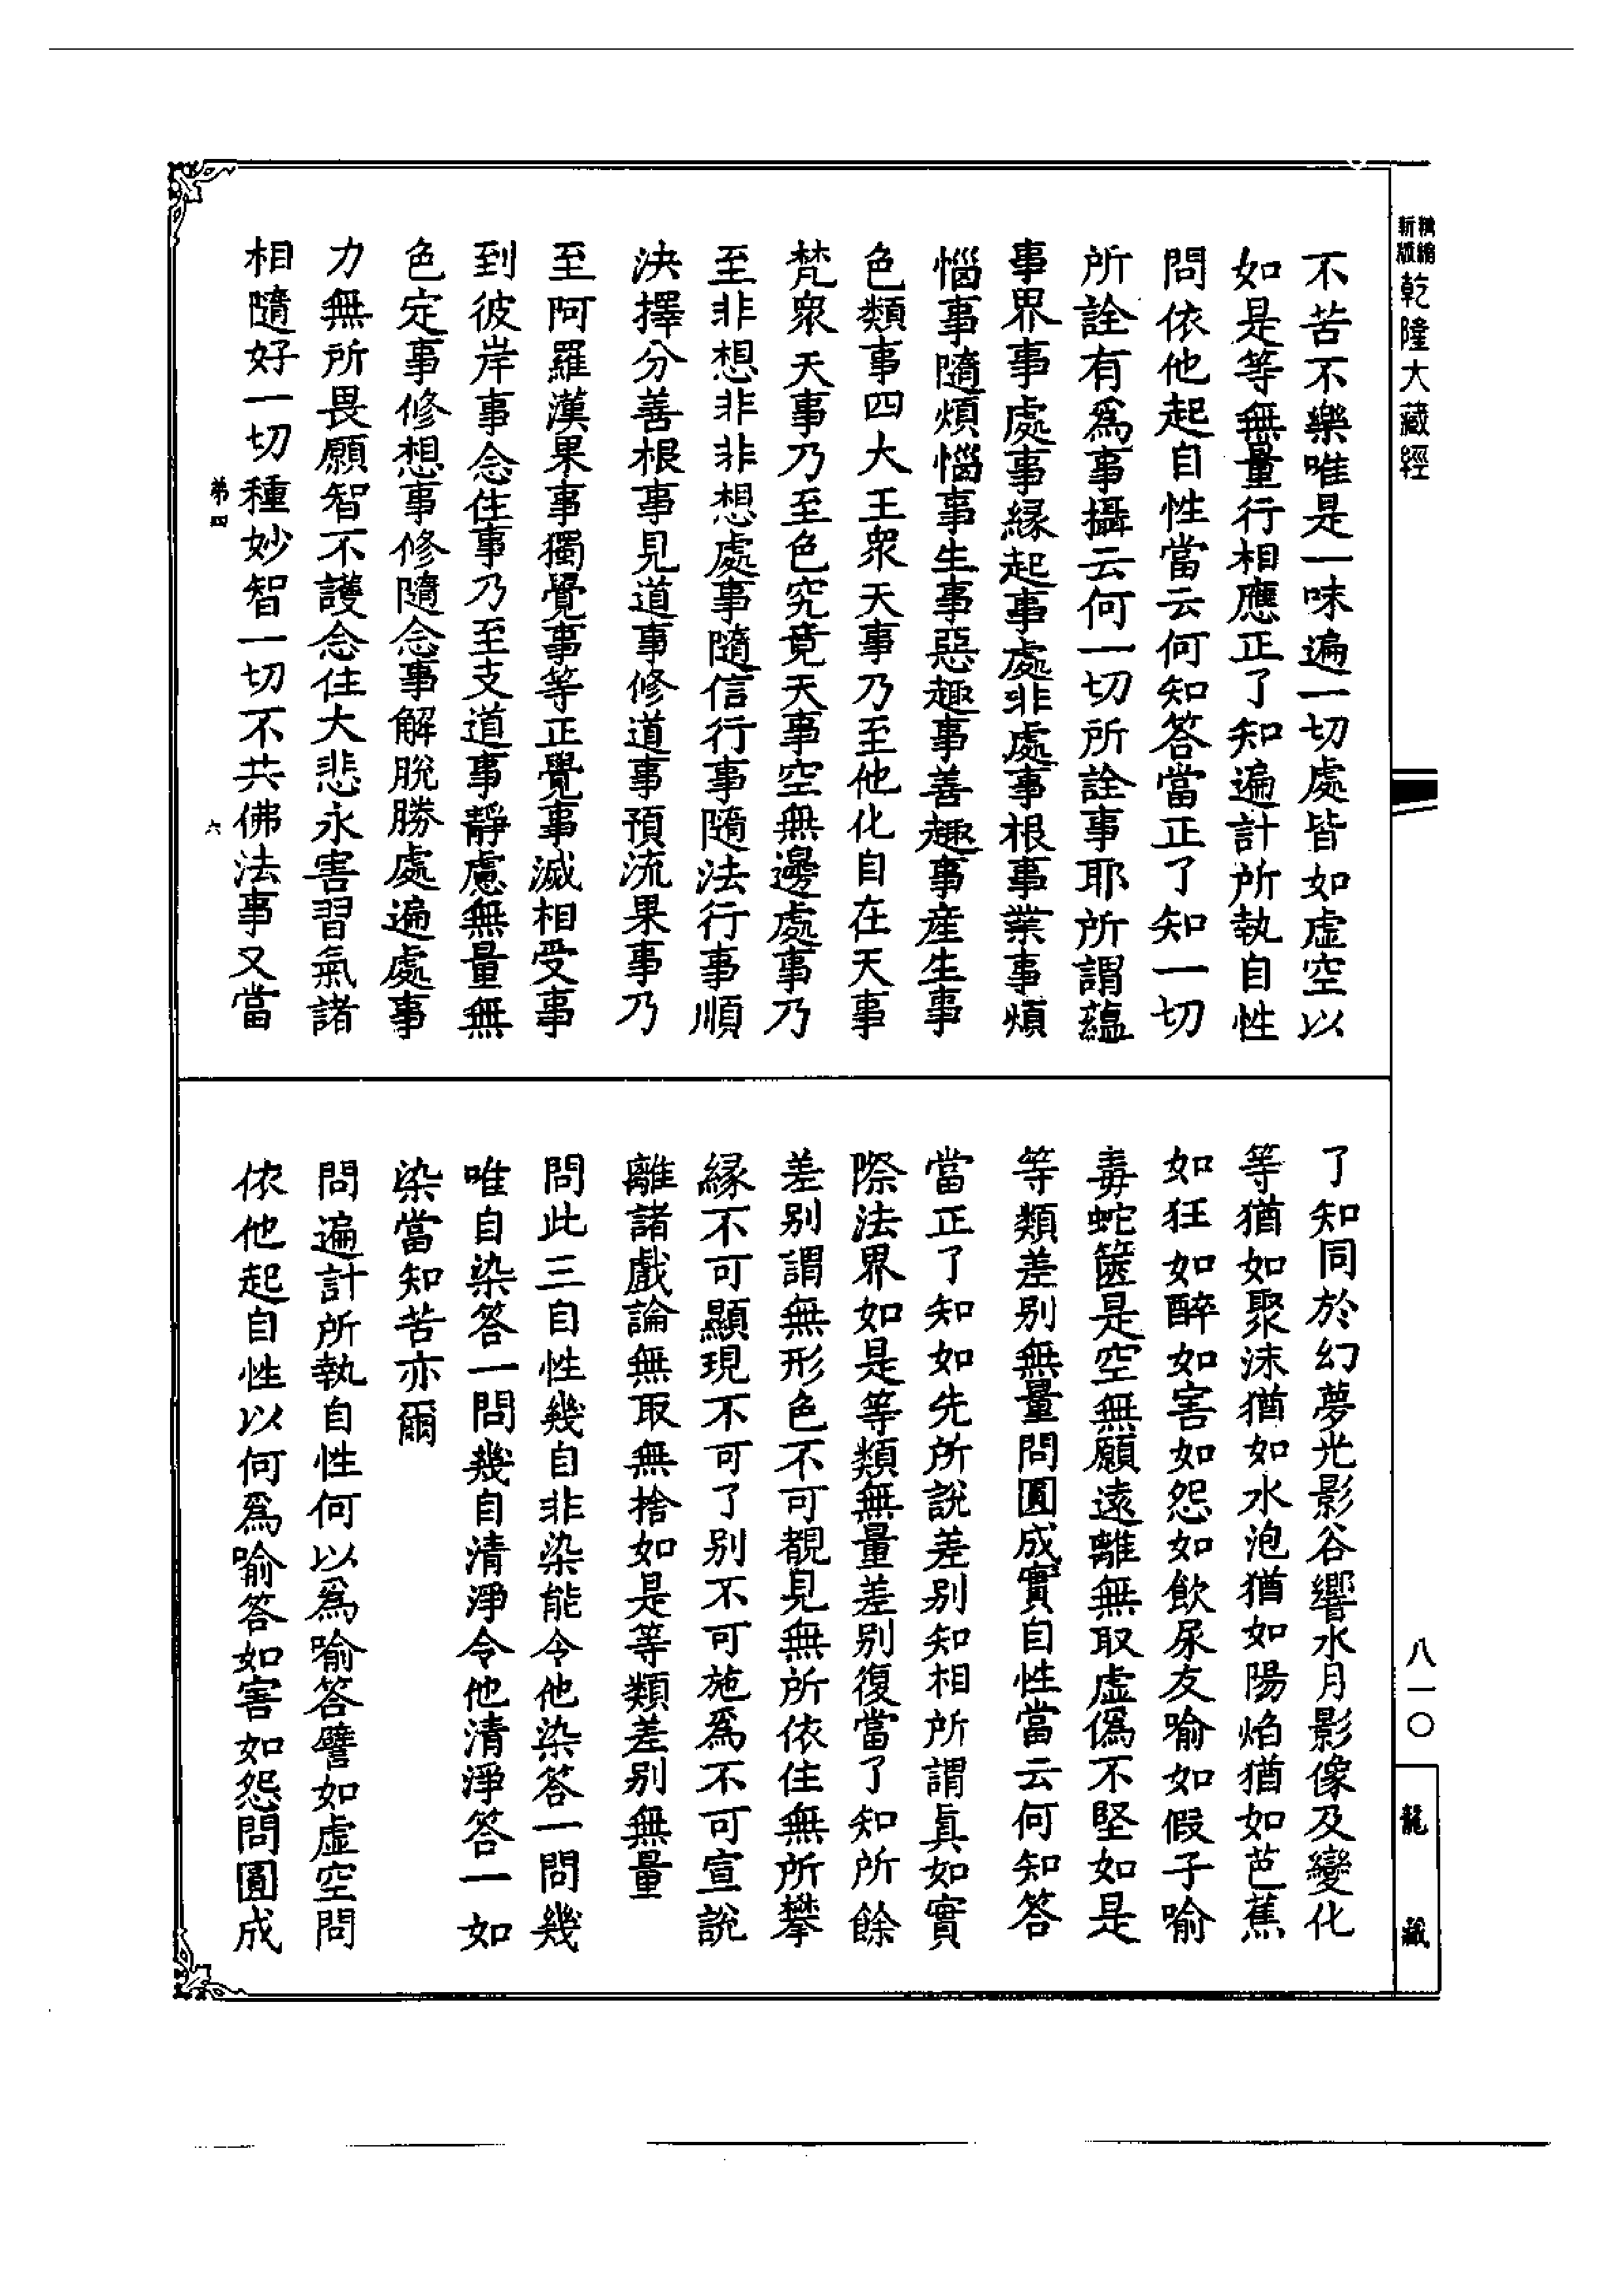 精編
新版
乾隆大藏經
不苦不樂唯是一味遍一切處皆如虛空以
如是等無量行相應正了知遍計所執自性
問依他起自性當云何知答當正了知一切
所詮有爲事攝云何一切所詮事耶所謂蘊
事界事處事緣起事處非處事根事業事煩
惱事隨煩惱事生事惡趣事善趣事產生事
色類事四大王衆天事乃至他化自在天事
梵衆天事乃至色究竟天事空無邊處事乃
至非想非非想處事隨信行事隨法行事順
決擇分善根事見道事修道事預流果事乃
至阿羅漢果事獨覺事等正覺事滅相受事
到彼岸事念住事乃至支道事靜慮無量無
色定事修想事修隨念事解脫勝處遍處事
力無所畏願智不護念住大悲永害習氣諸
相隨好一切種妙智一切不共佛法事又當
弟四
六
了知同於幻夢光影谷響水月影像及變化
等猶如聚沫猶如水泡猶如陽焰猶如芭蕉
如狂如醉如害如怨如飲尿友喻如假子喻
毒蛇篋是空無願遠離無取虛僞不堅如是
等類差別無量問圓成實自性當云何知答
當正了知如先所說差別知相所謂眞如實
際法界如是等類無量差別復當了知所餘
差別謂無形色不可覩見無所依住無所攀
緣不可顯現不可了別不可施爲不可宣說
離諸戲論無取無捨如是等類差別無量
問此三自性幾自非染能令他染答一問幾
唯自染答一問幾自清淨令他清淨答一如
染當知苦亦爾
問遍計所執自性何以爲喻答譬如虛空問
依他起自性以何爲喻答如害如怨問圓成
八一〇
龍藏